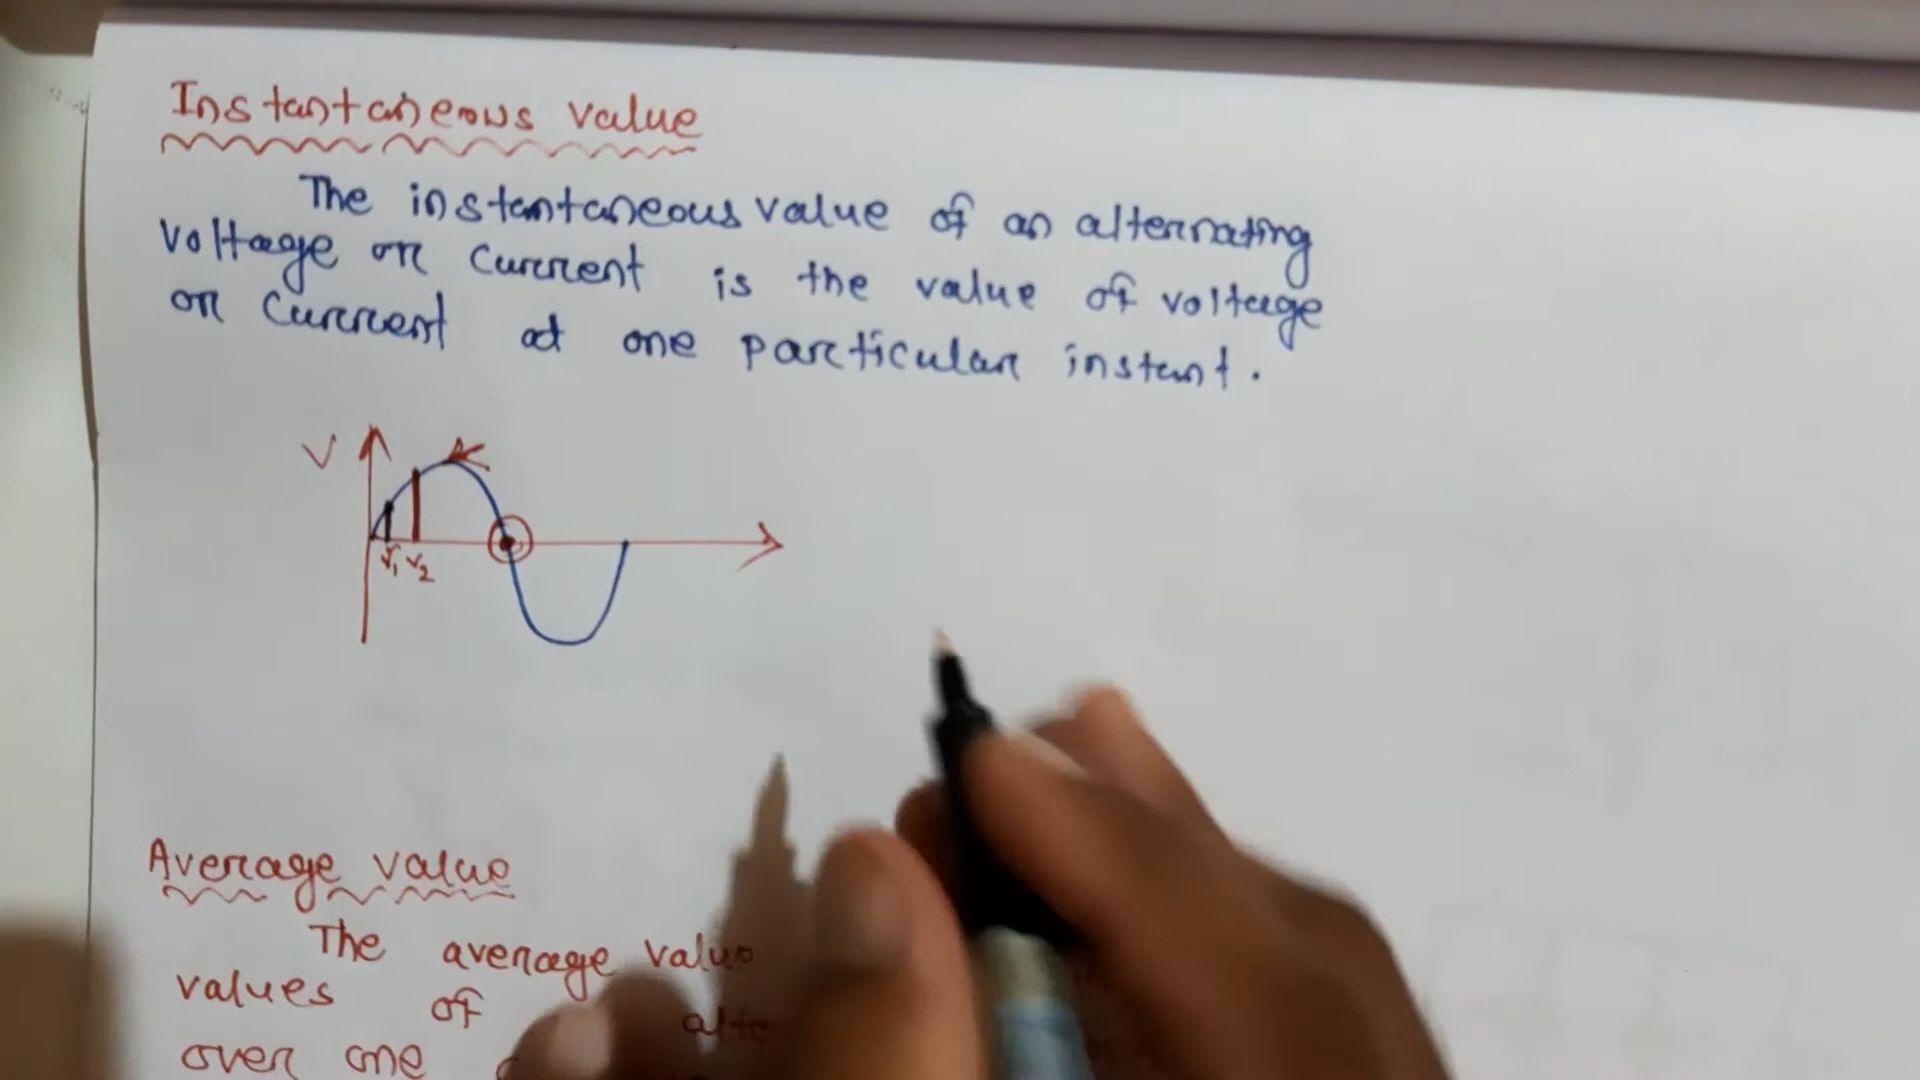 Instantaneous value
The instantaneous value of an alternating
voltage or current is the value of voltage
or current at one particular instant.
V
v1 v2
Average value
The average value
values of
over one